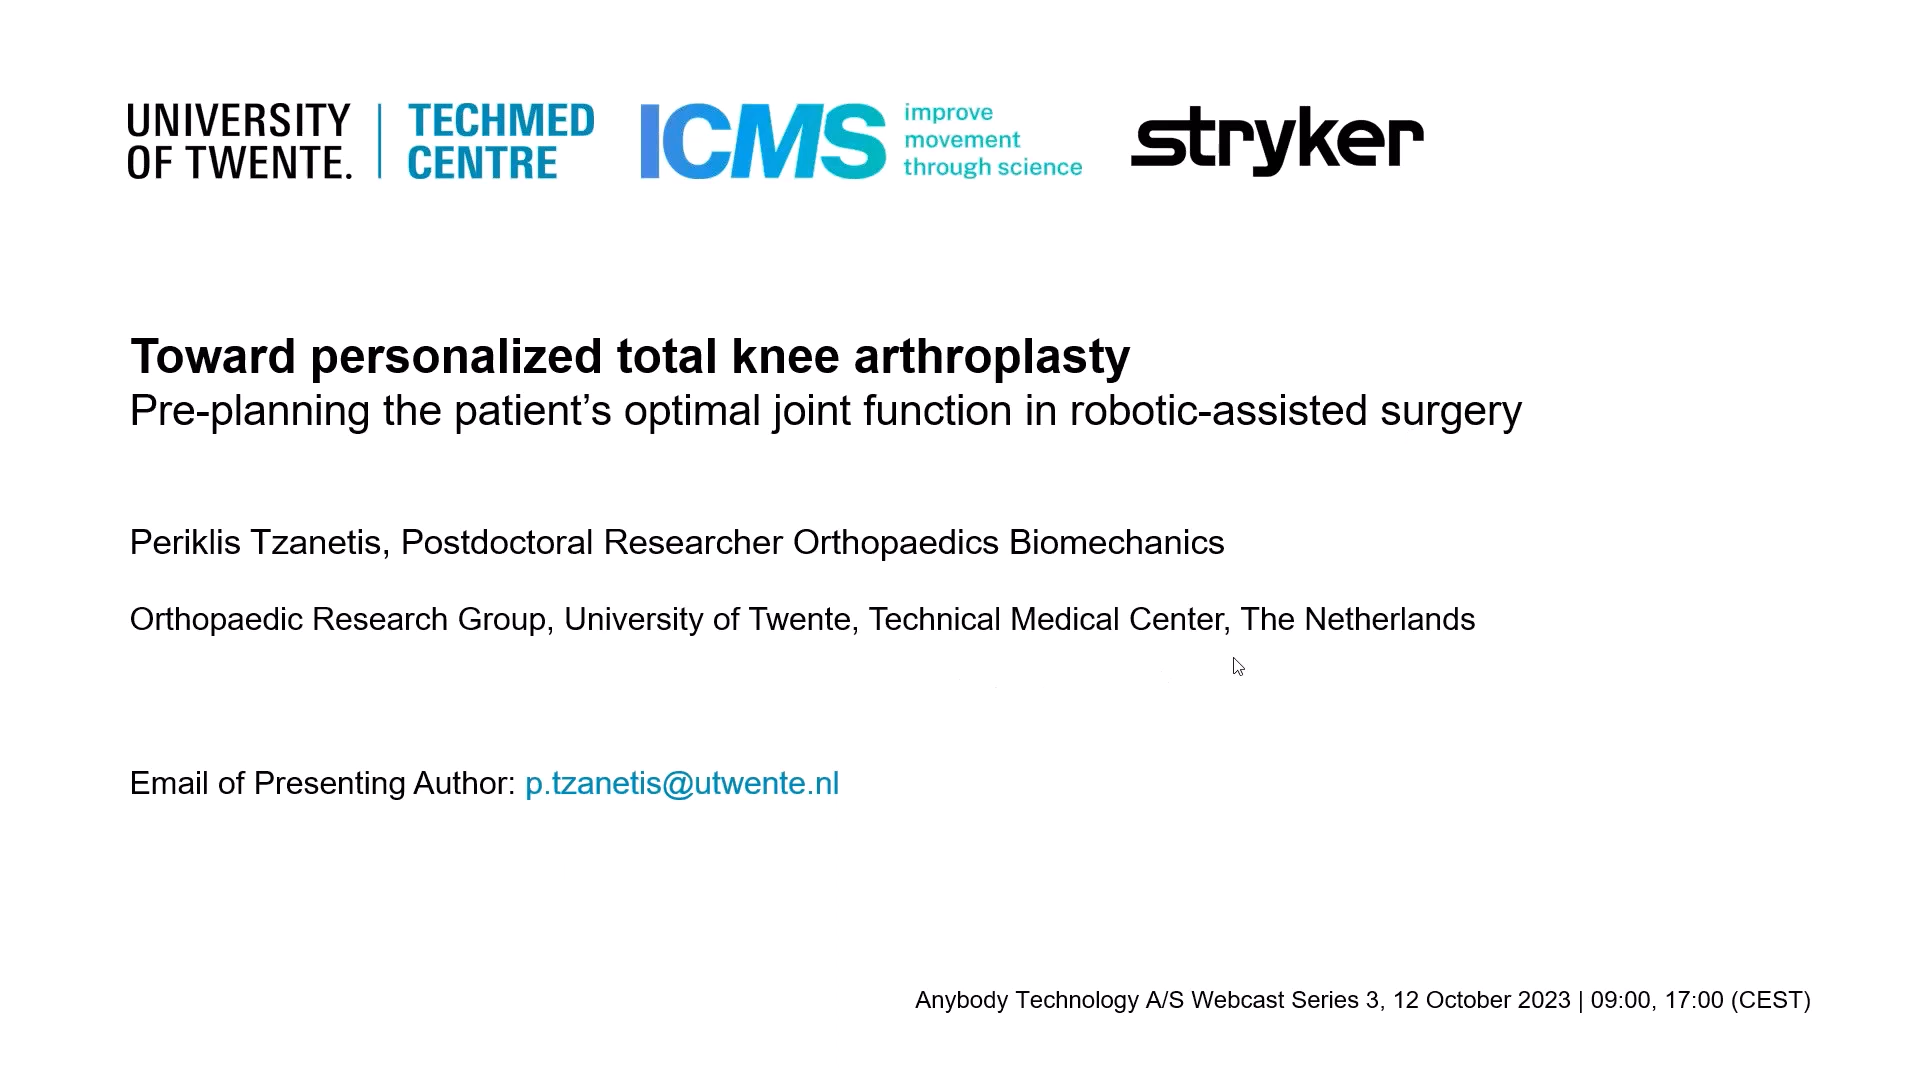 UNIVERSITY OF TWENTE.
TECHMED CENTRE
ICMS
improve
movement
through science
stryker
Toward personalized total knee arthroplasty
Pre-planning the patient’s optimal joint function in robotic-assisted surgery
Periklis Tzanetis, Postdoctoral Researcher Orthopaedics Biomechanics
Orthopaedic Research Group, University of Twente, Technical Medical Center, The Netherlands
Email of Presenting Author: p.tzanetis@utwente.nl
Anybody Technology A/S Webcast Series 3, 12 October 2023 | 09:00, 17:00 (CEST)